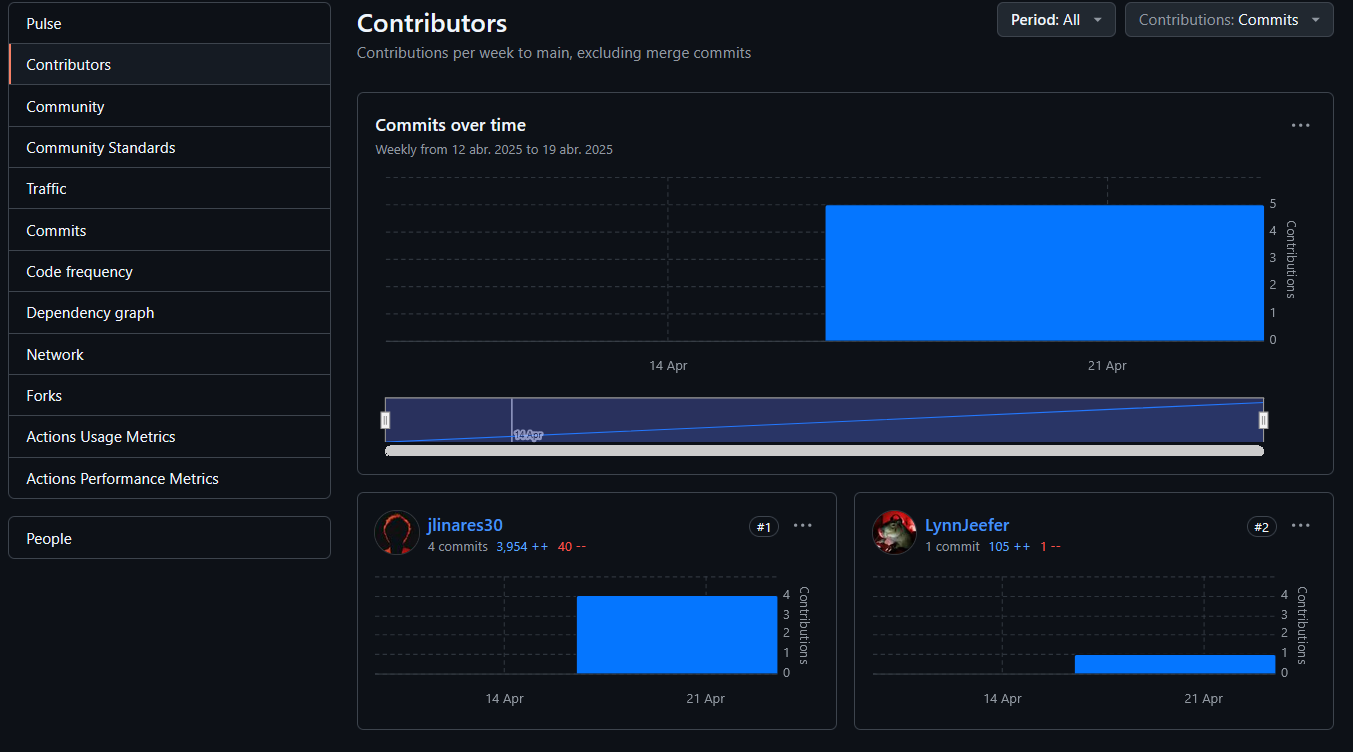 Pulse
Contributors
Community
Community Standards
Traffic
Commits
Code frequency
Dependency graph
Network
Forks
Actions Usage Metrics
Actions Performance Metrics
People
Contributors
Contributions per week to main, excluding merge commits
Period: All
Contributions: Commits
Commits over time
Weekly from 12 abr. 2025 to 19 abr. 2025
5
4
3
2
1
0
Contributions
14 Apr
21 Apr
14 Apr
jlinares30
#1
4 commits 3,954 ++ 40 --
4
3
2
1
0
Contributions
14 Apr
21 Apr
LynnJeefer
#2
1 commit 105 ++ 1 --
4
3
2
1
0
Contributions
14 Apr
21 Apr